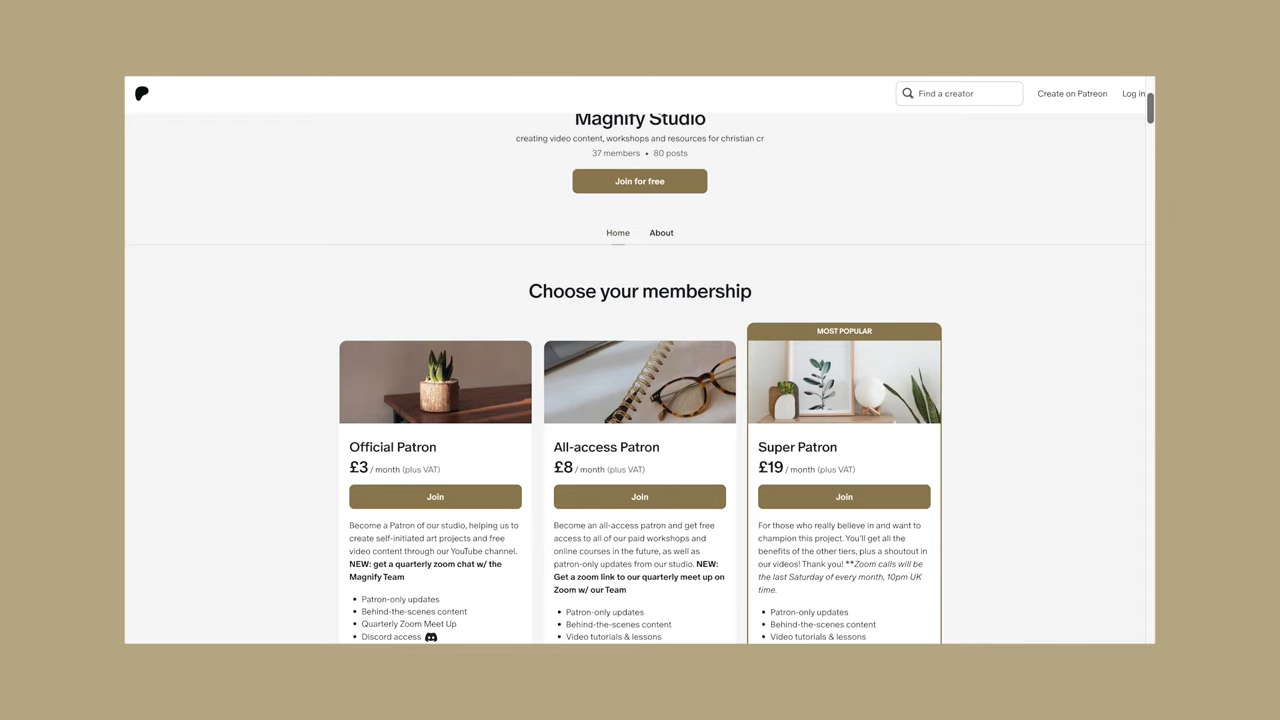 Find a creator
Create on Patreon
Log in
Magnify Studio
creating video content, workshops and resources for christian cr
37 members • 80 posts
Join for free
Home
About
Choose your membership
Official Patron
£3 / month (plus VAT)
Join
Become a Patron of our studio, helping us to
create self-initiated art projects and free
video content through our YouTube channel.
NEW: get a quarterly zoom chat w/ the
Magnify Team
• Patron-only updates
• Behind-the-scenes content
• Quarterly Zoom Meet Up
• Discord access
All-access Patron
£8 / month (plus VAT)
Join
Become an all-access patron and get free
access to all of our paid workshops and
online courses in the future, as well as
patron-only updates from our studio. NEW:
Get a zoom link to our quarterly meet up on
Zoom w/ our Team
• Patron-only updates
• Behind-the-scenes content
• Video tutorials & lessons
MOST POPULAR
Super Patron
£19 / month (plus VAT)
Join
For those who really believe in and want to
champion this project. You'll get all the
benefits of the other tiers, plus a shoutout in
our videos! Thank you! **Zoom calls will be
the last Saturday of every month, 10pm UK
time.
• Patron-only updates
• Behind-the-scenes content
• Video tutorials & lessons